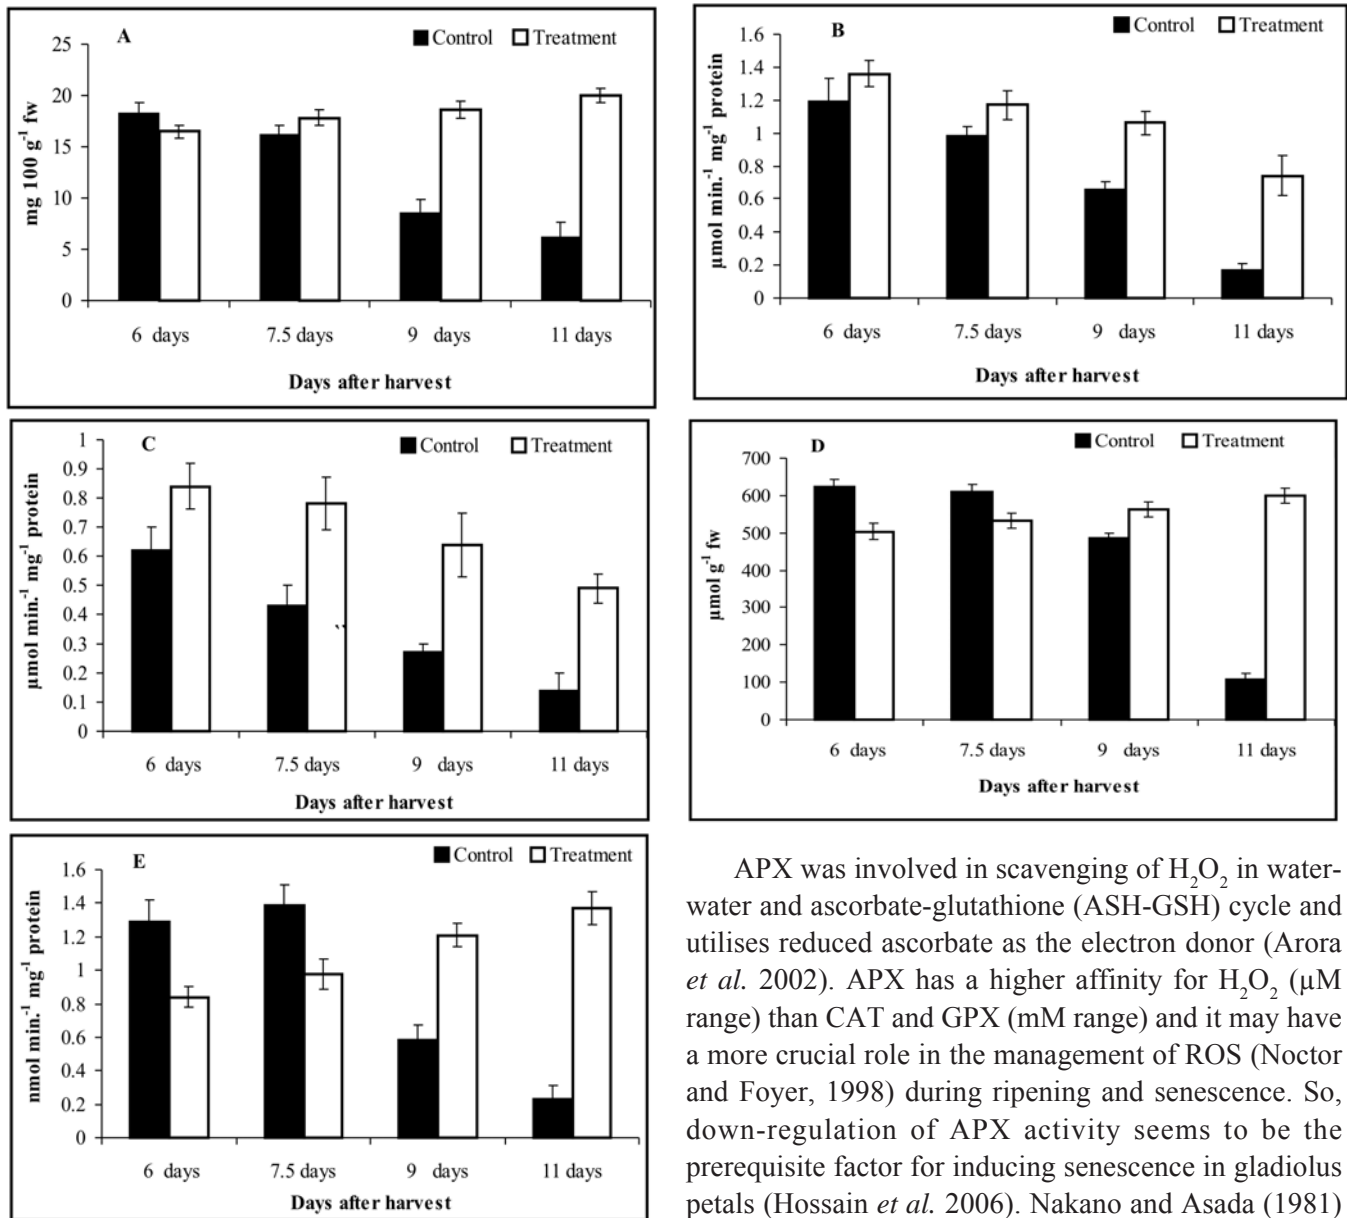 A
Control Treatment
25
20
15
10
5
0
mg 100 g⁻¹ fw
6 days 7.5 days 9 days 11 days
Days after harvest
B
Control Treatment
1.6
1.4
1.2
1
0.8
0.6
0.4
0.2
0
µmol min.⁻¹ mg⁻¹ protein
6 days 7.5 days 9 days 11 days
Days after harvest
C
Control Treatment
1
0.9
0.8
0.7
0.6
0.5
0.4
0.3
0.2
0.1
0
µmol min.⁻¹ mg⁻¹ protein
6 days 7.5 days 9 days 11 days
Days after harvest
D
Control Treatment
700
600
500
400
300
200
100
0
µmol g⁻¹ fw
6 days 7.5 days 9 days 11 days
Days after harvest
E
Control Treatment
1.6
1.4
1.2
1
0.8
0.6
0.4
0.2
0
nmol min.⁻¹ mg⁻¹ protein
6 days 7.5 days 9 days 11 days
Days after harvest
APX was involved in scavenging of H₂O₂ in water-
water and ascorbate-glutathione (ASH-GSH) cycle and
utilises reduced ascorbate as the electron donor (Arora
et al. 2002). APX has a higher affinity for H₂O₂ (µM
range) than CAT and GPX (mM range) and it may have
a more crucial role in the management of ROS (Noctor
and Foyer, 1998) during ripening and senescence. So,
down-regulation of APX activity seems to be the
prerequisite factor for inducing senescence in gladiolus
petals (Hossain et al. 2006). Nakano and Asada (1981)